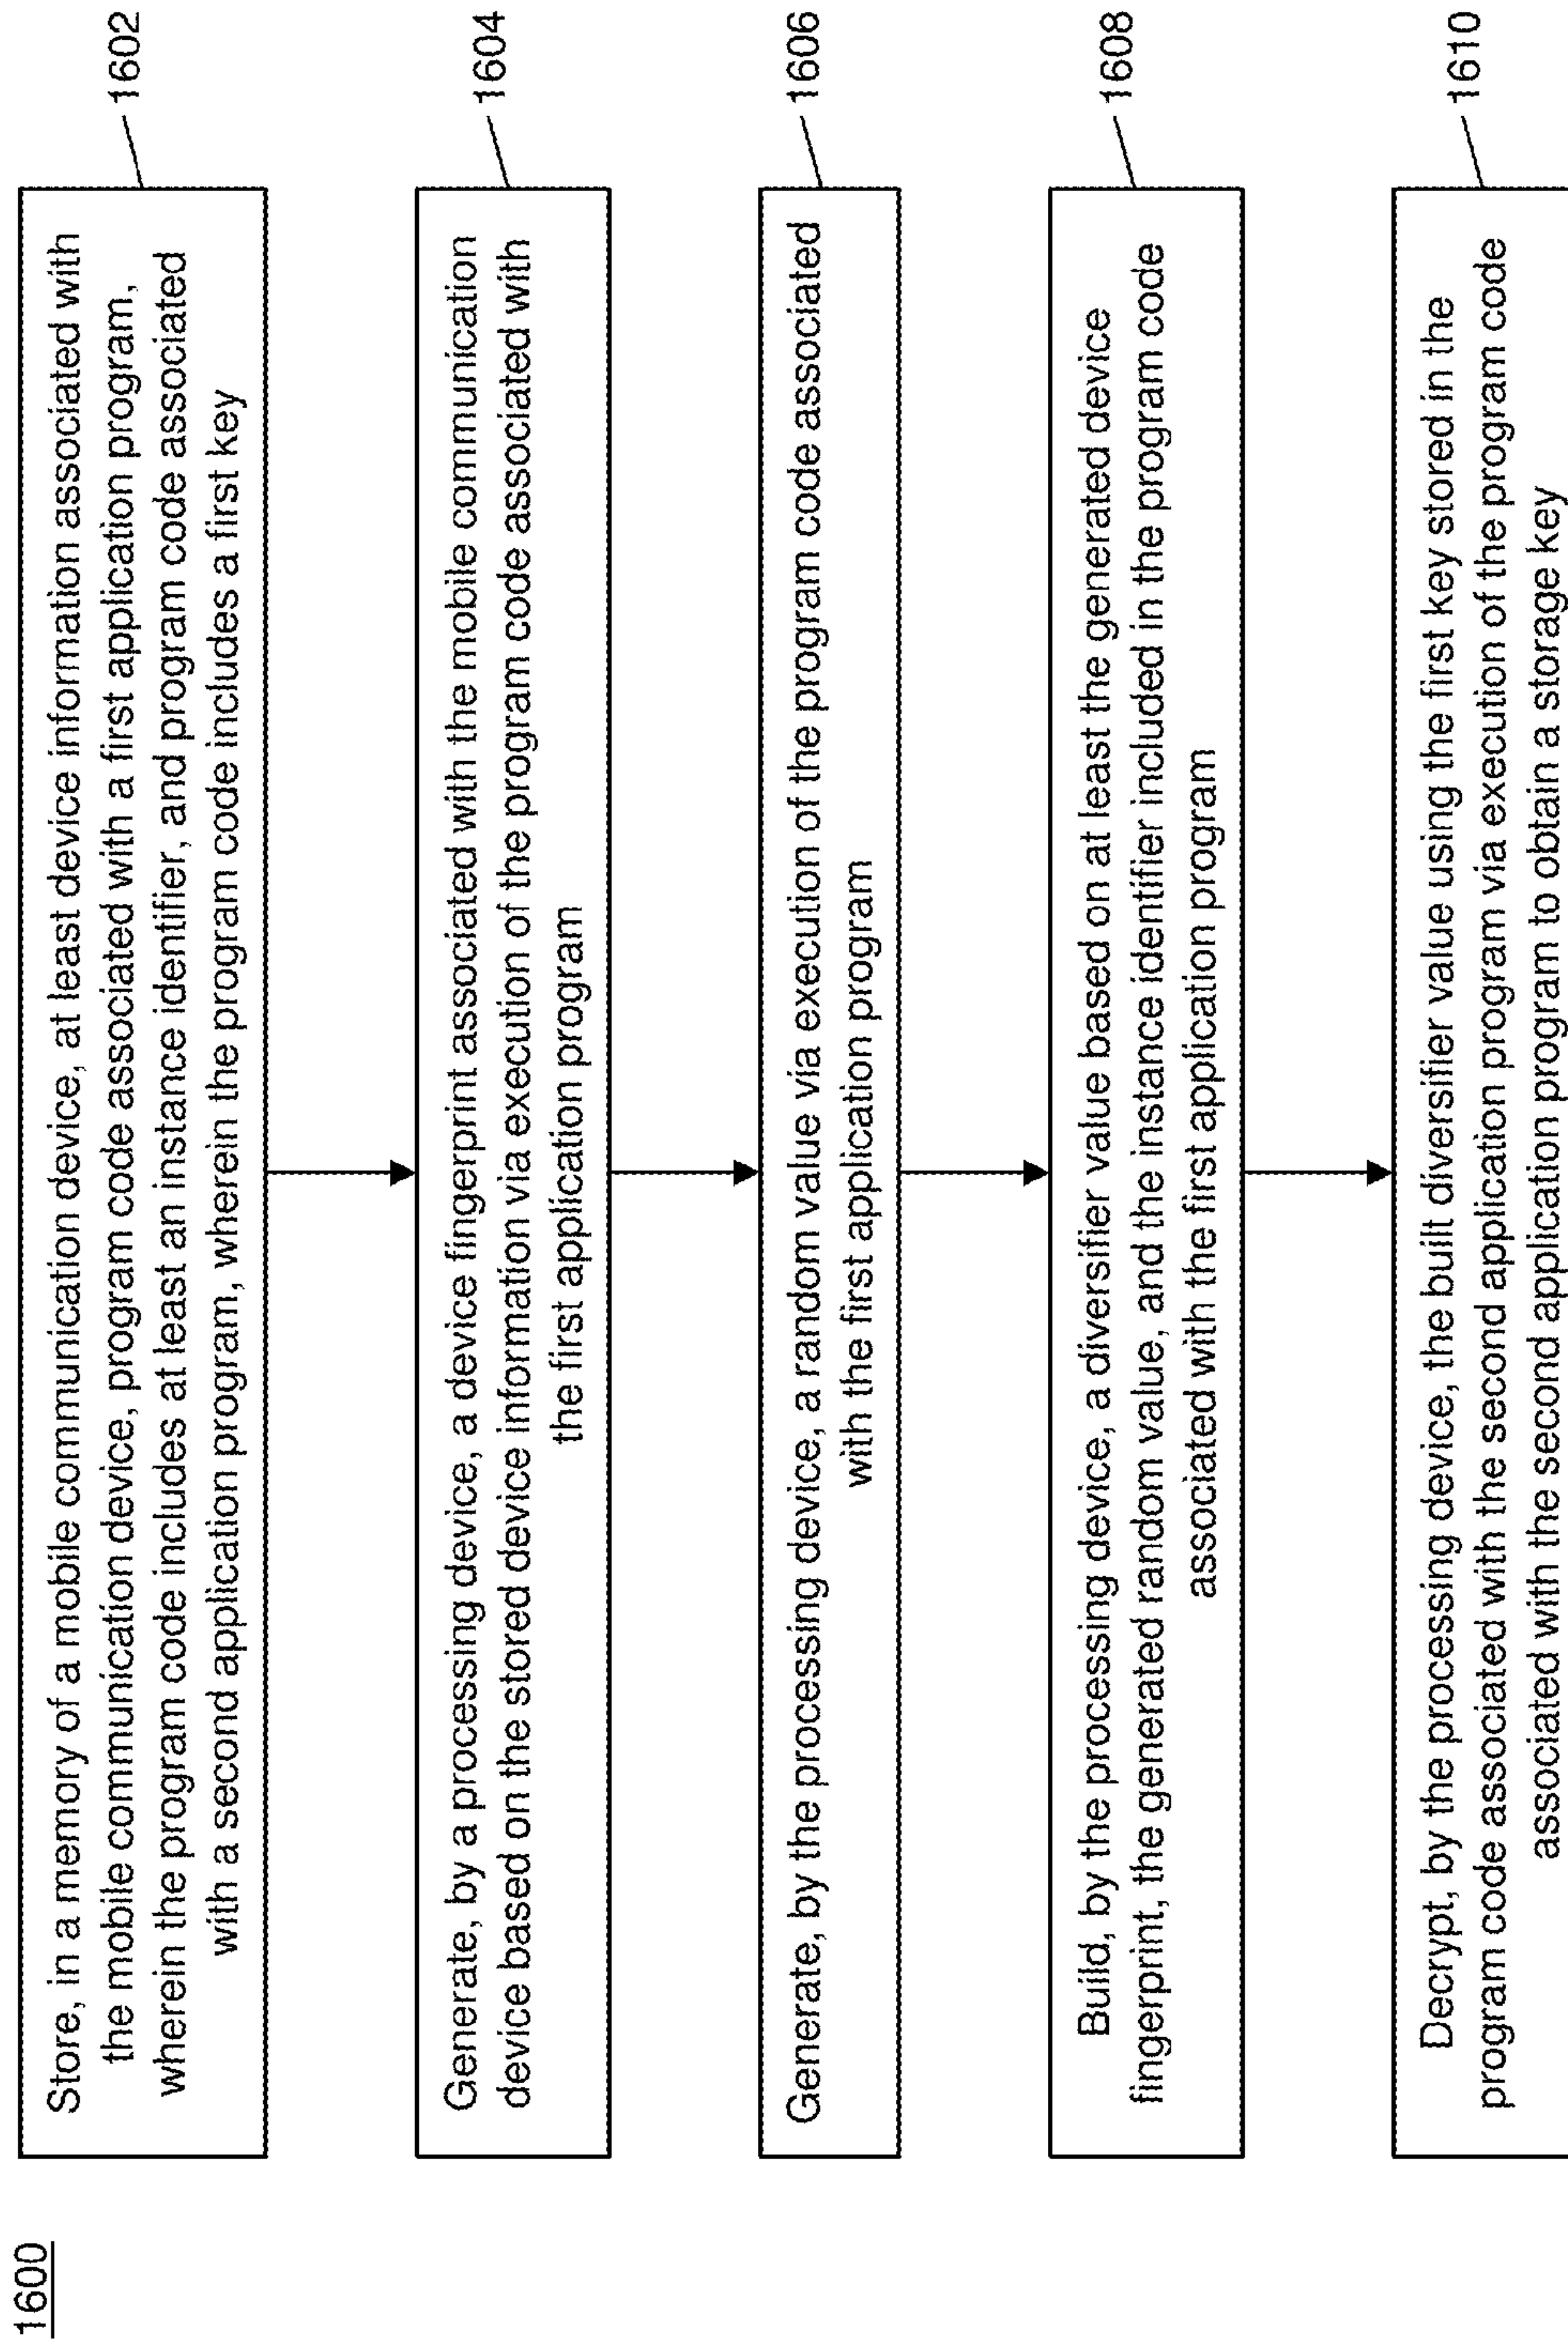 1600
Store, in a memory of a mobile communication device, at least device information associated with
the mobile communication device, program code associated with a first application program,
wherein the program code includes at least an instance identifier, and program code associated
with a second application program, wherein the program code includes a first key
1602
Generate, by a processing device, a device fingerprint associated with the mobile communication
device based on the stored device information via execution of the program code associated with
the first application program
1604
Generate, by the processing device, a random value via execution of the program code associated
with the first application program
1606
Build, by the processing device, a diversifier value based on at least the generated device
fingerprint, the generated random value, and the instance identifier included in the program code
associated with the first application program
1608
Decrypt, by the processing device, the built diversifier value using the first key stored in the
program code associated with the second application program via execution of the program code
associated with the second application program to obtain a storage key
1610